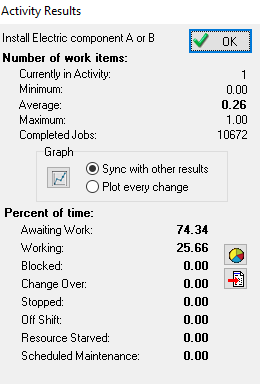 Activity Results
Install Electric component A or B
OK
Number of work items:
Currently in Activity: 1
Minimum: 0.00
Average: 0.26
Maximum: 1.00
Completed Jobs: 10672
Graph
Sync with other results
Plot every change
Percent of time:
Awaiting Work: 74.34
Working: 25.66
Blocked: 0.00
Change Over: 0.00
Stopped: 0.00
Off Shift: 0.00
Resource Starved: 0.00
Scheduled Maintenance: 0.00